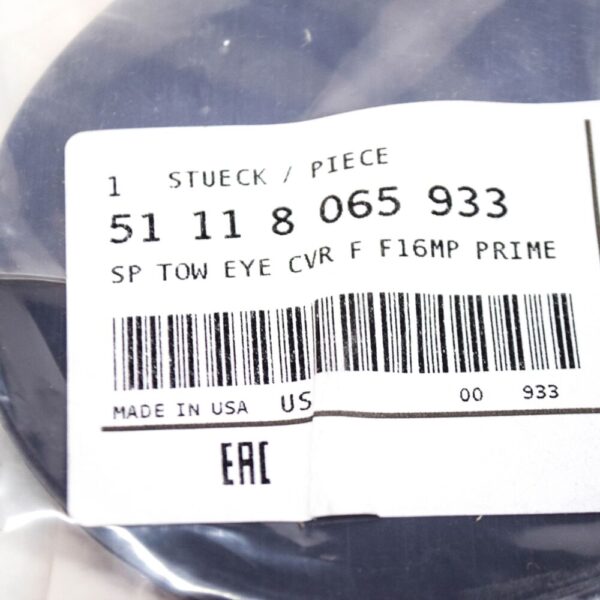 1 STUECK / PIECE
51 11 8 065 933
SP TOW EYE CVR F F16MP PRIME
MADE IN USA US 00 933
EAC